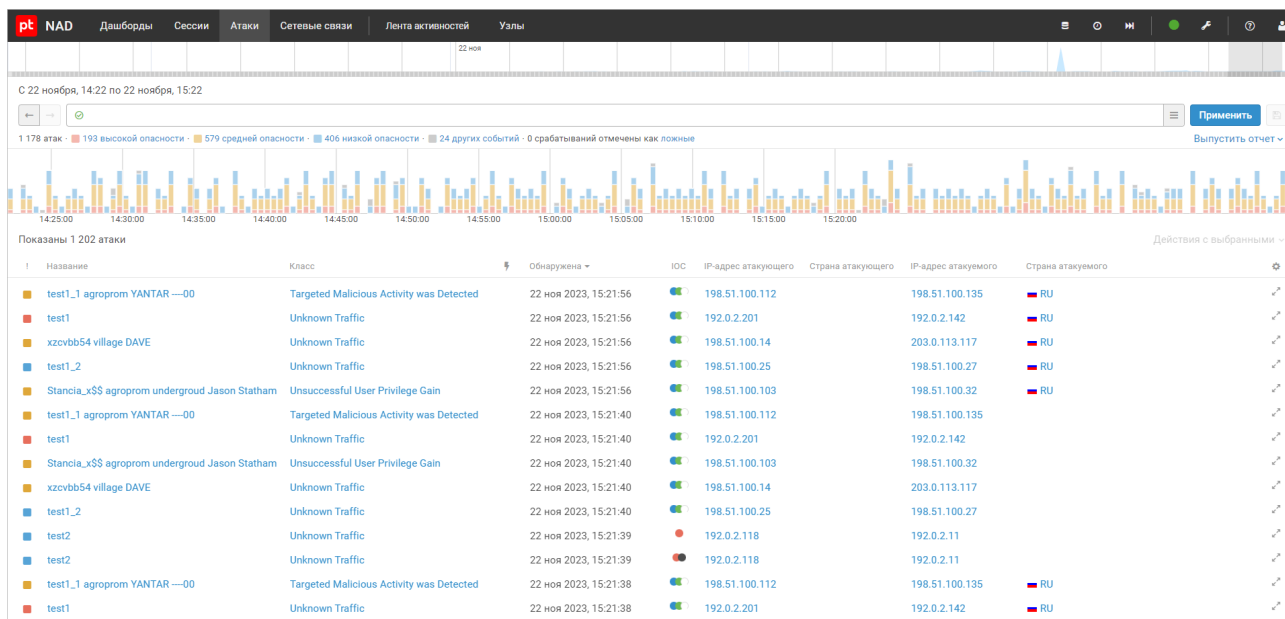 pt NAD Дашборды Сессии Атаки Сетевые связи Лента активностей Узлы
22 ноя
С 22 ноября, 14:22 по 22 ноября, 15:22
Применить
1 178 атак · 193 высокой опасности · 579 средней опасности · 406 низкой опасности · 24 других событий · 0 срабатываний отмечены как ложные Выпустить отчет
14:25:00 14:30:00 14:35:00 14:40:00 14:45:00 14:50:00 14:55:00 15:00:00 15:05:00 15:10:00 15:15:00 15:20:00
Показаны 1 202 атаки Действия с выбранными
! Название Класс Обнаружена IOC IP-адрес атакующего Страна атакующего IP-адрес атакуемого Страна атакуемого
test1_1 agroprom YANTAR ----00 Targeted Malicious Activity was Detected 22 ноя 2023, 15:21:56 198.51.100.112 198.51.100.135 RU
test1 Unknown Traffic 22 ноя 2023, 15:21:56 192.0.2.201 192.0.2.142 RU
xzcvbb54 village DAVE Unknown Traffic 22 ноя 2023, 15:21:56 198.51.100.14 203.0.113.117 RU
test1_2 Unknown Traffic 22 ноя 2023, 15:21:56 198.51.100.25 198.51.100.27 RU
Stancia_x$$ agroprom undergroud Jason Statham Unsuccessful User Privilege Gain 22 ноя 2023, 15:21:56 198.51.100.103 198.51.100.32 RU
test1_1 agroprom YANTAR ----00 Targeted Malicious Activity was Detected 22 ноя 2023, 15:21:40 198.51.100.112 198.51.100.135
test1 Unknown Traffic 22 ноя 2023, 15:21:40 192.0.2.201 192.0.2.142
Stancia_x$$ agroprom undergroud Jason Statham Unsuccessful User Privilege Gain 22 ноя 2023, 15:21:40 198.51.100.103 198.51.100.32
xzcvbb54 village DAVE Unknown Traffic 22 ноя 2023, 15:21:40 198.51.100.14 203.0.113.117
test1_2 Unknown Traffic 22 ноя 2023, 15:21:40 198.51.100.25 198.51.100.27
test2 Unknown Traffic 22 ноя 2023, 15:21:39 192.0.2.118 192.0.2.11
test2 Unknown Traffic 22 ноя 2023, 15:21:39 192.0.2.118 192.0.2.11
test1_1 agroprom YANTAR ----00 Targeted Malicious Activity was Detected 22 ноя 2023, 15:21:38 198.51.100.112 198.51.100.135 RU
test1 Unknown Traffic 22 ноя 2023, 15:21:38 192.0.2.201 192.0.2.142 RU